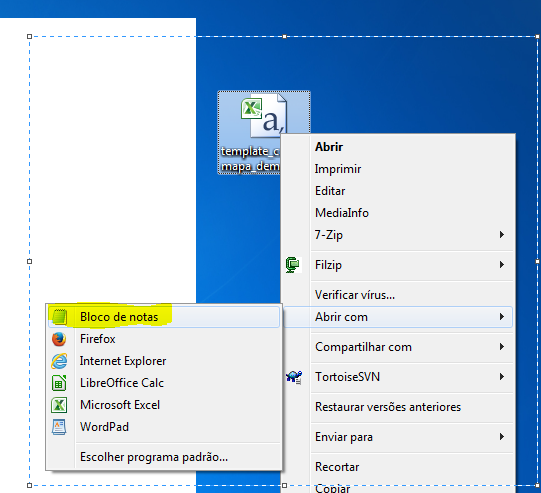 a,
template_c
mapa_dem
Abrir
Imprimir
Editar
MediaInfo
7-Zip
Filzip
Verificar vírus...
Abrir com
Compartilhar com
TortoiseSVN
Restaurar versões anteriores
Enviar para
Recortar
Copiar
Bloco de notas
Firefox
Internet Explorer
LibreOffice Calc
Microsoft Excel
WordPad
Escolher programa padrão...